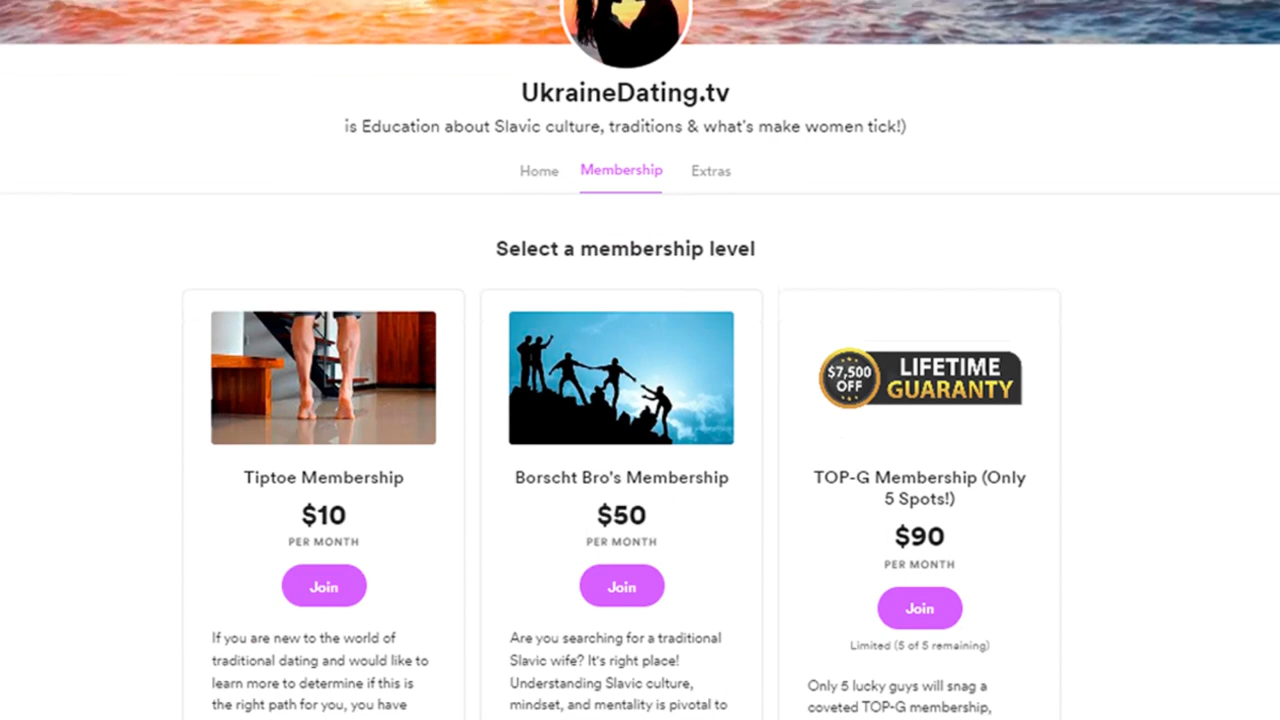 UkraineDating.tv
is Education about Slavic culture, traditions & what's make women tick!)
Home Membership Extras
Select a membership level
Tiptoe Membership
$10
PER MONTH
Join
If you are new to the world of
traditional dating and would like to
learn more to determine if this is
the right path for you, you have
Borscht Bro's Membership
$50
PER MONTH
Join
Are you searching for a traditional
Slavic wife? It's right place!
Understanding Slavic culture,
mindset, and mentality is pivotal to
$7,500
OFF
LIFETIME
GUARANTY
TOP-G Membership (Only
5 Spots!)
$90
PER MONTH
Join
Limited (5 of 5 remaining)
Only 5 lucky guys will snag a
coveted TOP-G membership,